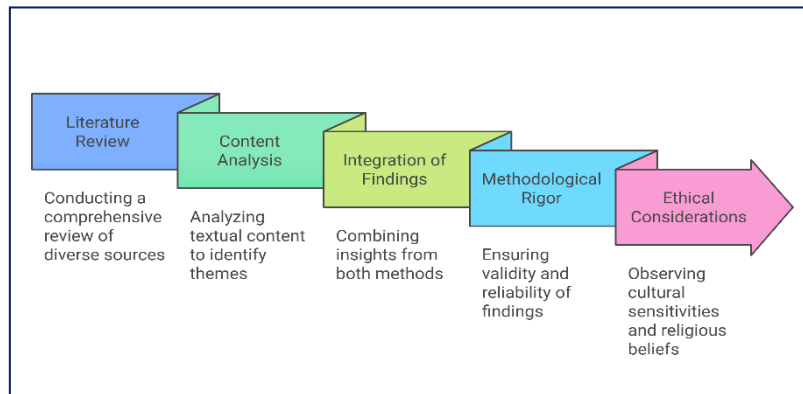 Literature
Review
Conducting a
comprehensive
review of
diverse sources
Content
Analysis
Analyzing
textual content
to identify
themes
Integration of
Findings
Combining
insights from
both methods
Methodological
Rigor
Ensuring
validity and
reliability of
findings
Ethical
Considerations
Observing
cultural
sensitivities
and religious
beliefs